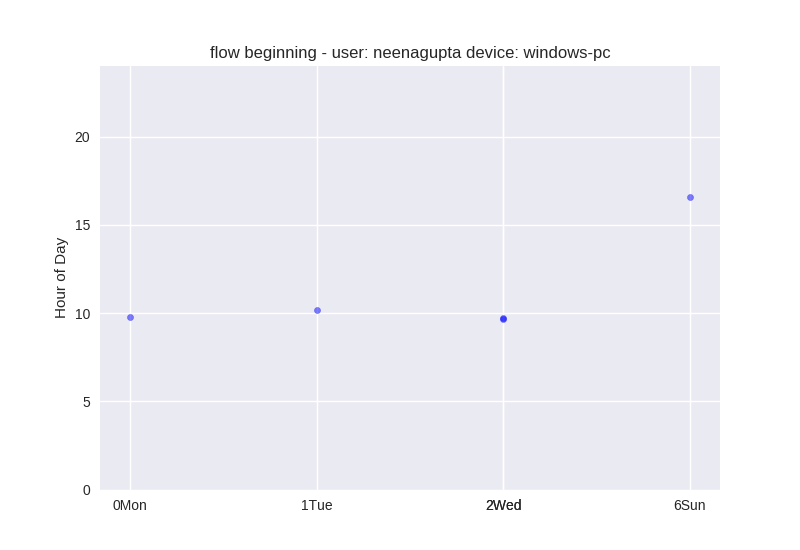 flow beginning - user: neenagupta device: windows-pc
Hour of Day
20
15
10
5
0
0Mon 1Tue 2Wed 6Sun